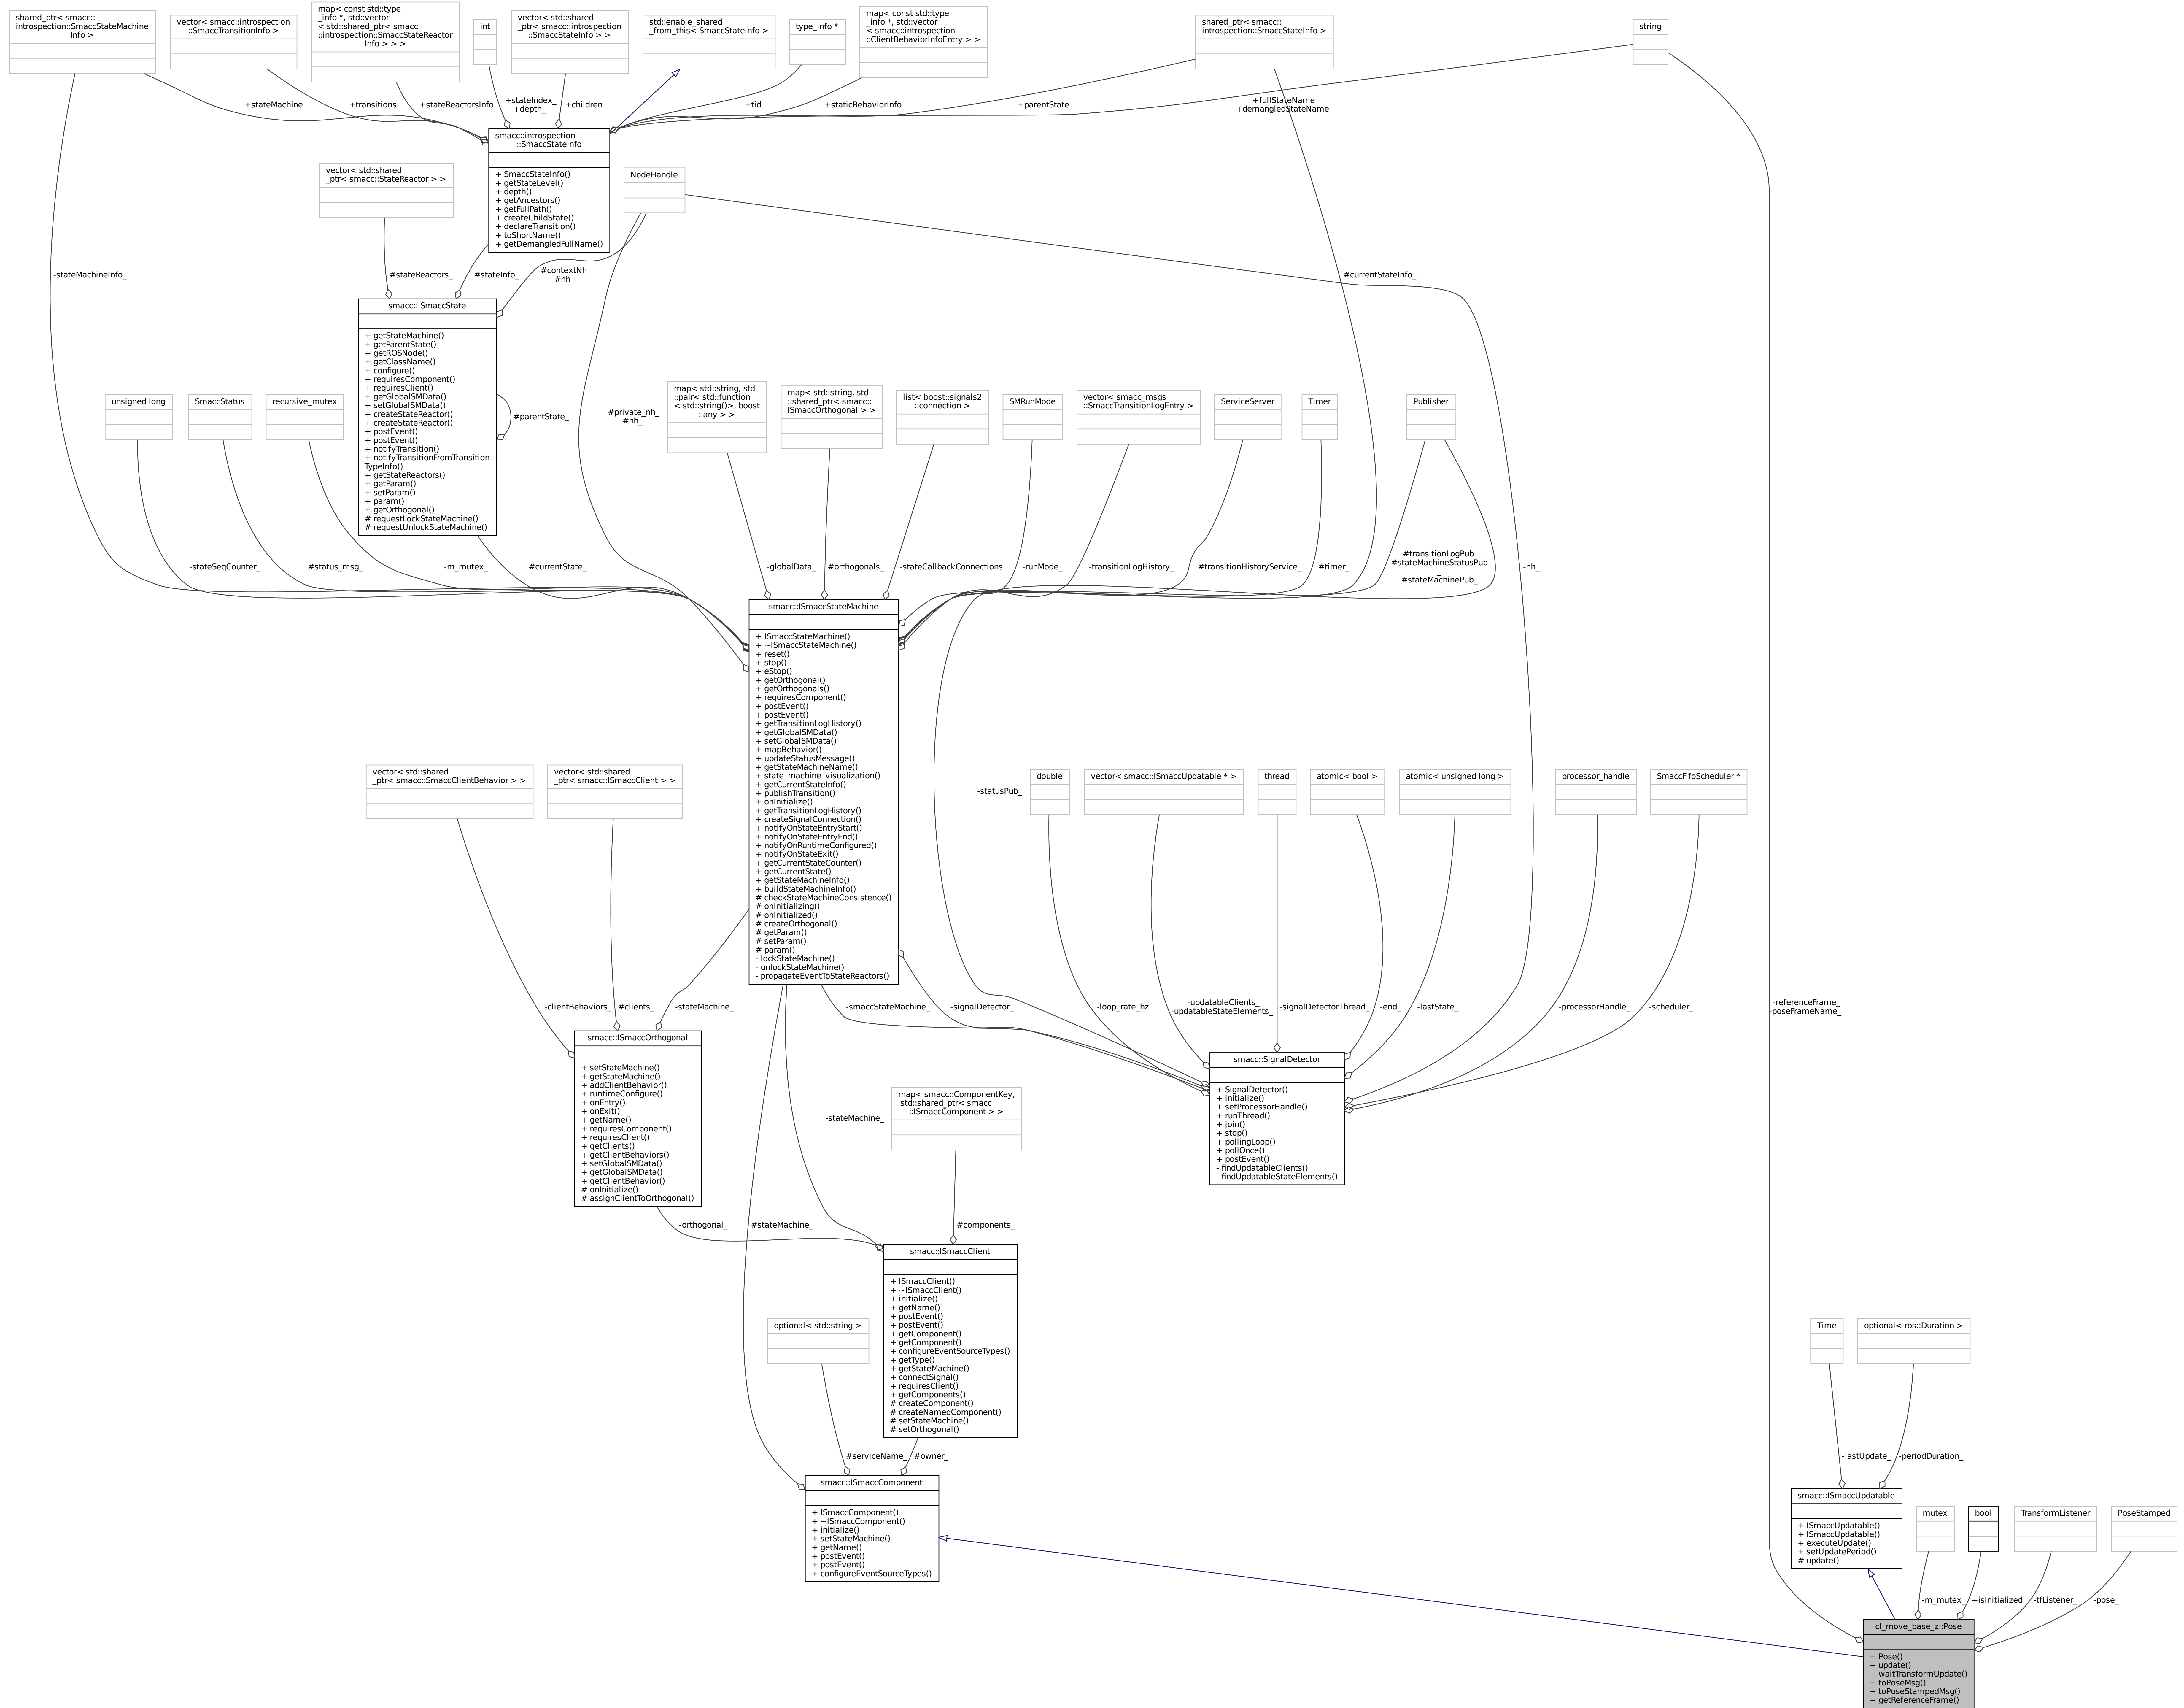 shared_ptr< smacc::
introspection::SmaccStateMachine
Info >
vector< smacc::introspection
::SmaccTransitionInfo >
map< const std::type
_info *, std::vector
< std::shared_ptr< smacc
::introspection::SmaccStateReactor
Info > > >
int
vector< std::shared
_ptr< smacc::introspection
::SmaccStateInfo > >
std::enable_shared
_from_this< SmaccStateInfo >
type_info *
map< const std::type
_info *, std::vector
< smacc::introspection
::ClientBehaviorInfoEntry > >
shared_ptr< smacc::
introspection::SmaccStateInfo >
string
+stateMachine_
+transitions_
+stateReactorsInfo
+stateIndex_
+depth_
+children_
+tid_
+staticBehaviorInfo
+parentState_
+fullStateName
+demangledStateName
smacc::introspection
::SmaccStateInfo
+ SmaccStateInfo()
+ getStateLevel()
+ depth()
+ getAncestors()
+ getFullPath()
+ createChildState()
+ declareTransition()
+ toShortName()
+ getDemangledFullName()
vector< std::shared
_ptr< smacc::StateReactor > >
NodeHandle
-stateMachineInfo_
#stateReactors_
#stateInfo_
#contextNh
#nh
#currentStateInfo_
smacc::ISmaccState
+ getStateMachine()
+ getParentState()
+ getROSNode()
+ getClassName()
+ configure()
+ requiresComponent()
+ requiresClient()
+ getGlobalSMData()
+ setGlobalSMData()
+ createStateReactor()
+ createStateReactor()
+ postEvent()
+ postEvent()
+ notifyTransition()
+ notifyTransitionFromTransition
TypeInfo()
+ getStateReactors()
+ getParam()
+ setParam()
+ param()
+ getOrthogonal()
# requestLockStateMachine()
# requestUnlockStateMachine()
#parentState_
unsigned long
SmaccStatus
recursive_mutex
#private_nh_
#nh_
map< std::string, std
::pair< std::function
< std::string()>, boost
::any > >
map< std::string, std
::shared_ptr< smacc::
ISmaccOrthogonal > >
list< boost::signals2
::connection >
SMRunMode
vector< smacc_msgs
::SmaccTransitionLogEntry >
ServiceServer
Timer
Publisher
-stateSeqCounter_
#status_msg_
-m_mutex_
#currentState_
-globalData_
#orthogonals_
-stateCallbackConnections
-runMode_
-transitionLogHistory_
#transitionHistoryService_
#timer_
#transitionLogPub_
#stateMachineStatusPub
_
#stateMachinePub_
-nh_
smacc::ISmaccStateMachine
+ ISmaccStateMachine()
+ ~ISmaccStateMachine()
+ reset()
+ stop()
+ eStop()
+ getOrthogonal()
+ getOrthogonals()
+ requiresComponent()
+ postEvent()
+ postEvent()
+ getTransitionLogHistory()
+ getGlobalSMData()
+ setGlobalSMData()
+ mapBehavior()
+ updateStatusMessage()
+ getStateMachineName()
+ state_machine_visualization()
+ getCurrentStateInfo()
+ publishTransition()
+ onInitialize()
+ getTransitionLogHistory()
+ createSignalConnection()
+ notifyOnStateEntryStart()
+ notifyOnStateEntryEnd()
+ notifyOnRuntimeConfigured()
+ notifyOnStateExit()
+ getCurrentStateCounter()
+ getCurrentState()
+ getStateMachineInfo()
+ buildStateMachineInfo()
# checkStateMachineConsistence()
# onInitializing()
# onInitialized()
# createOrthogonal()
# getParam()
# setParam()
# param()
- lockStateMachine()
- unlockStateMachine()
- propagateEventToStateReactors()
vector< std::shared
_ptr< smacc::SmaccClientBehavior > >
vector< std::shared
_ptr< smacc::ISmaccClient > >
-statusPub_
double
vector< smacc::ISmaccUpdatable * >
thread
atomic< bool >
atomic< unsigned long >
processor_handle
SmaccFifoScheduler *
-clientBehaviors_
#clients_
-stateMachine_
-smaccStateMachine_
-signalDetector_
-loop_rate_hz
-updatableClients_
-updatableStateElements_
-signalDetectorThread_
-end_
-lastState_
-processorHandle_
-scheduler_
-referenceFrame_
-poseFrameName_
smacc::ISmaccOrthogonal
+ setStateMachine()
+ getStateMachine()
+ addClientBehavior()
+ runtimeConfigure()
+ onEntry()
+ onExit()
+ getName()
+ requiresComponent()
+ requiresClient()
+ getClients()
+ getClientBehaviors()
+ setGlobalSMData()
+ getGlobalSMData()
+ getClientBehavior()
# onInitialize()
# assignClientToOrthogonal()
smacc::SignalDetector
+ SignalDetector()
+ initialize()
+ setProcessorHandle()
+ runThread()
+ join()
+ stop()
+ pollingLoop()
+ pollOnce()
+ postEvent()
- findUpdatableClients()
- findUpdatableStateElements()
-stateMachine_
map< smacc::ComponentKey,
std::shared_ptr< smacc
::ISmaccComponent > >
-orthogonal_
#stateMachine_
#components_
smacc::ISmaccClient
+ ISmaccClient()
+ ~ISmaccClient()
+ initialize()
+ getName()
+ postEvent()
+ postEvent()
+ getComponent()
+ getComponent()
+ configureEventSourceTypes()
+ getType()
+ getStateMachine()
+ connectSignal()
+ requiresClient()
+ getComponents()
# createComponent()
# createNamedComponent()
# setStateMachine()
# setOrthogonal()
optional< std::string >
Time
optional< ros::Duration >
#serviceName_
#owner_
-lastUpdate_
-periodDuration_
smacc::ISmaccComponent
+ ISmaccComponent()
+ ~ISmaccComponent()
+ initialize()
+ setStateMachine()
+ getName()
+ postEvent()
+ postEvent()
+ configureEventSourceTypes()
smacc::ISmaccUpdatable
+ ISmaccUpdatable()
+ ISmaccUpdatable()
+ executeUpdate()
+ setUpdatePeriod()
# update()
mutex
bool
TransformListener
PoseStamped
-m_mutex_
+isInitialized
-tfListener_
-pose_
cl_move_base_z::Pose
+ Pose()
+ update()
+ waitTransformUpdate()
+ toPoseMsg()
+ toPoseStampedMsg()
+ getReferenceFrame()